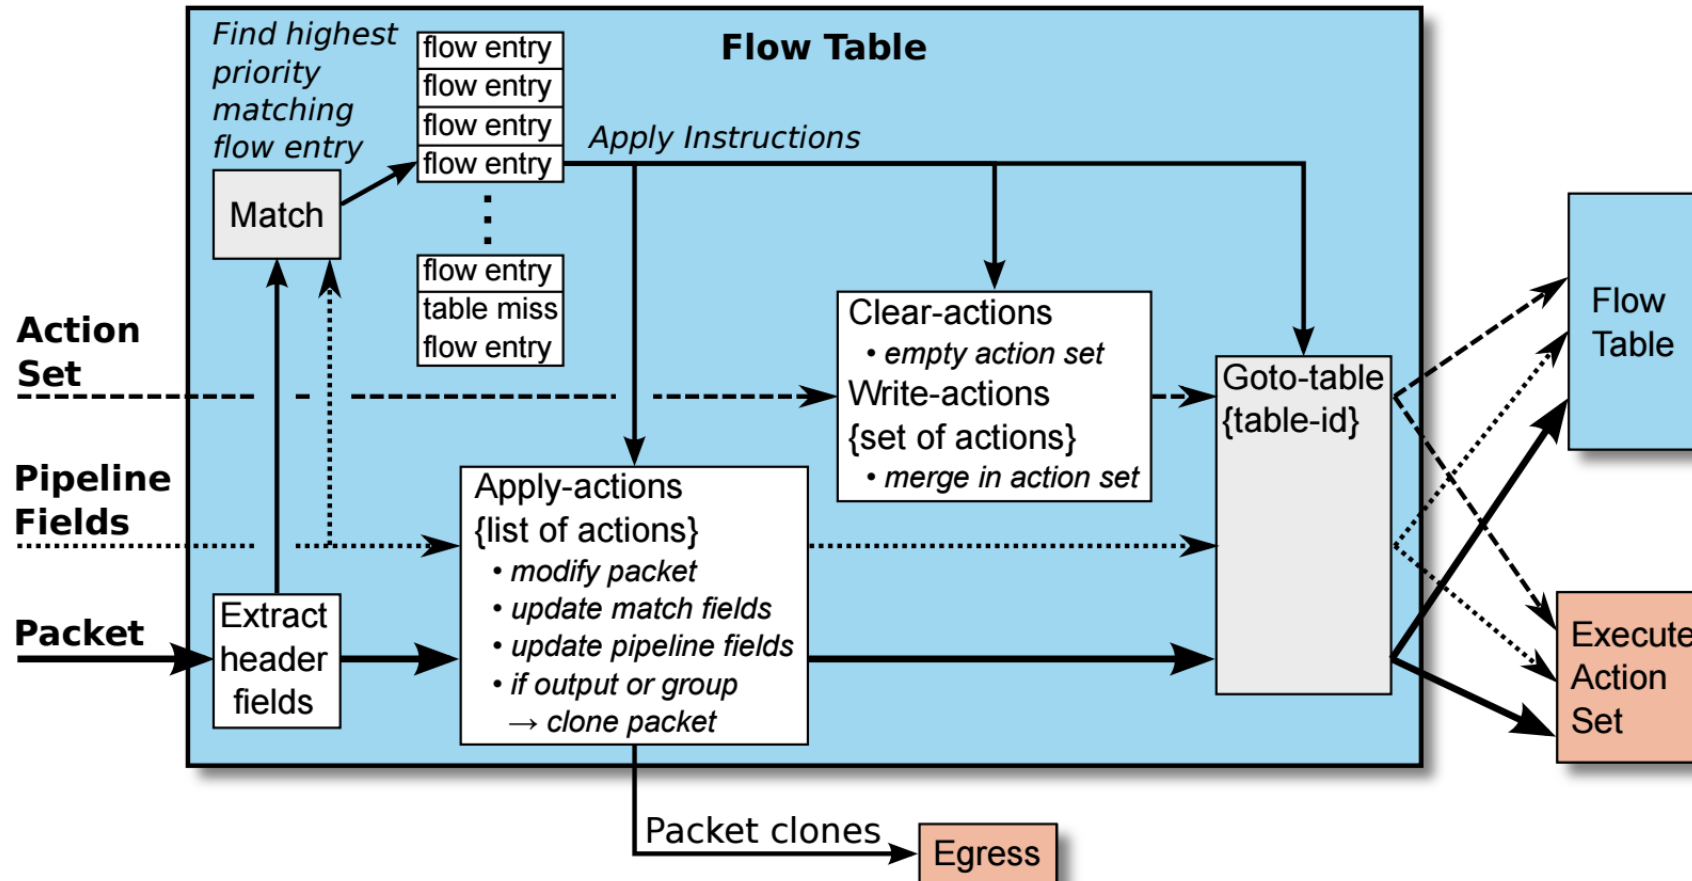 Find highest
priority
matching
flow entry
Flow Table
flow entry
flow entry
flow entry
flow entry
Apply Instructions
Match
flow entry
table miss
flow entry
Action
Set
Clear-actions
• empty action set
Write-actions
{set of actions}
• merge in action set
Goto-table
{table-id}
Flow
Table
Pipeline
Fields
Apply-actions
{list of actions}
• modify packet
• update match fields
• update pipeline fields
• if output or group
→ clone packet
Packet
Extract
header
fields
Execute
Action
Set
Packet clones
Egress